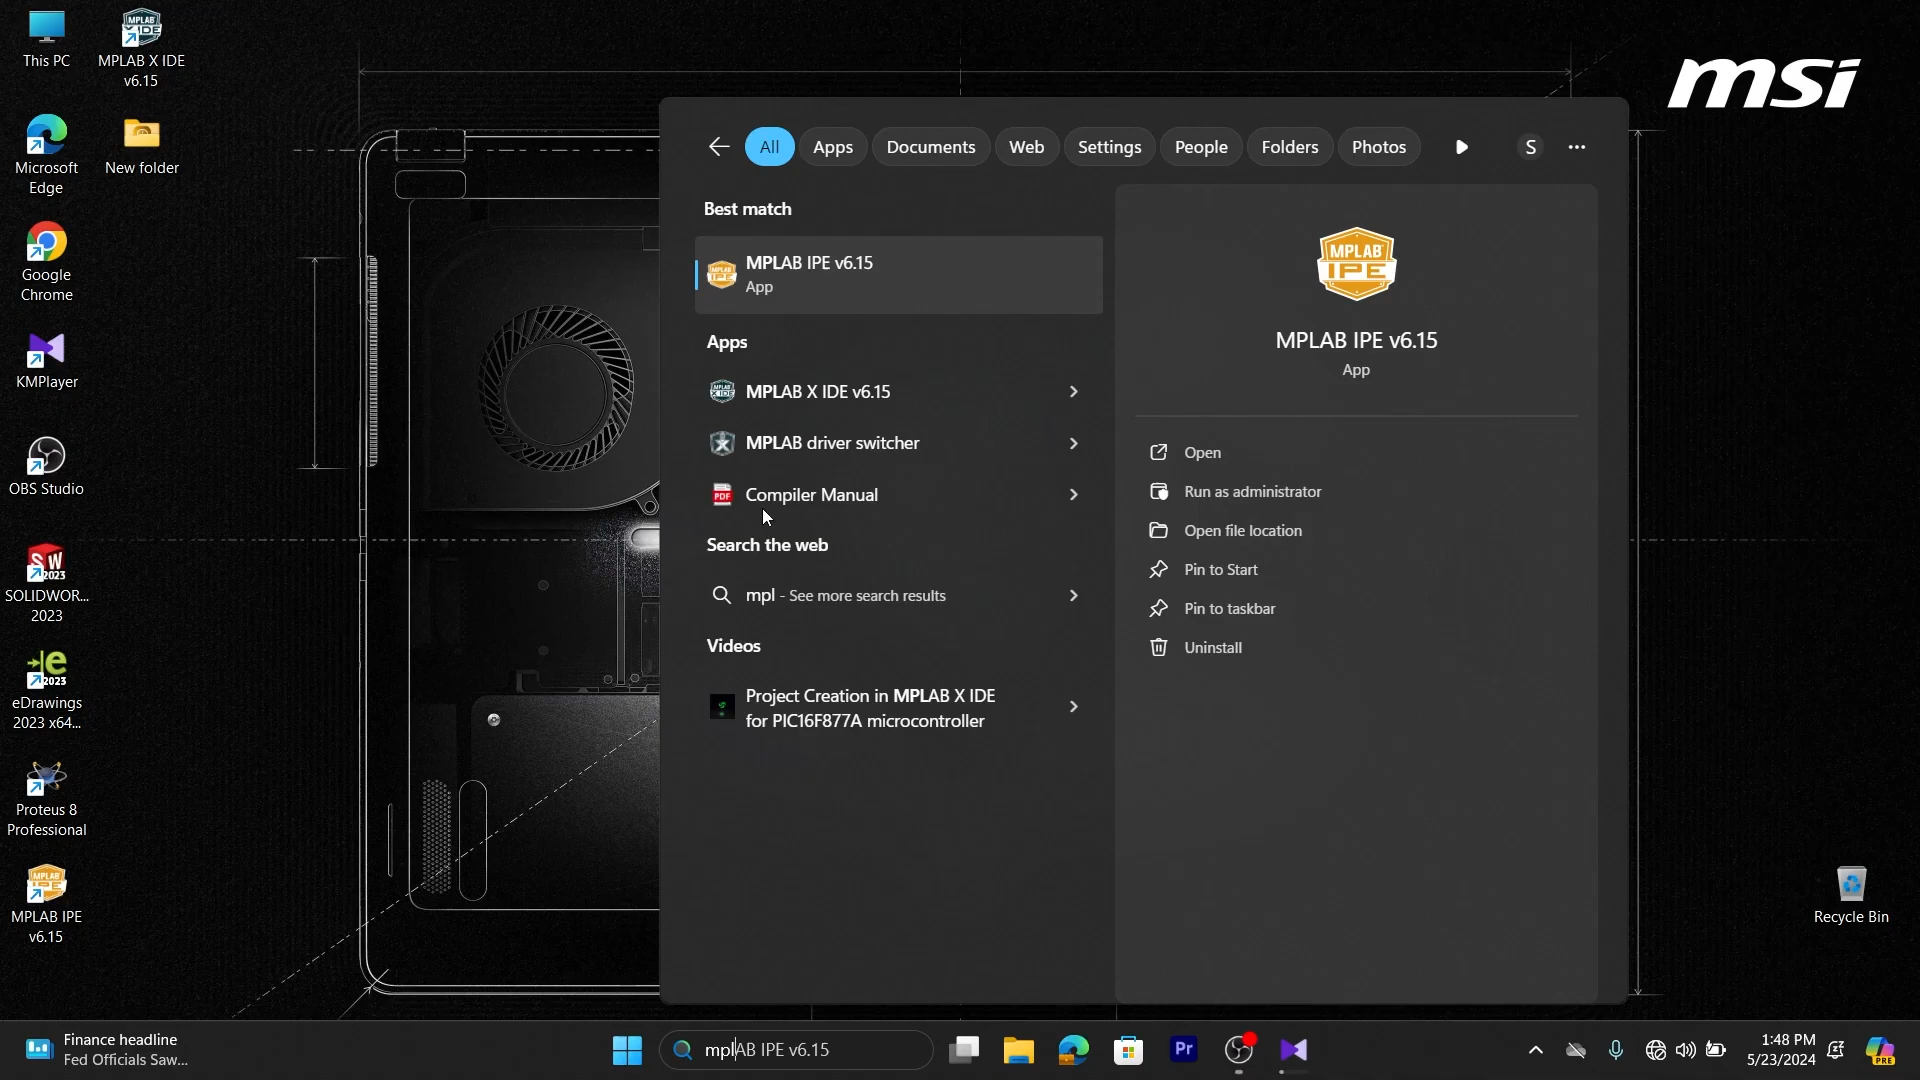 This PC
MPLAB X IDE
v6.15
Microsoft
Edge
New folder
Google
Chrome
KMPlayer
OBS Studio
SOLIDWOR...
2023
eDrawings
2023 x64...
Proteus 8
Professional
MPLAB IPE
v6.15
msi
All
Apps
Documents
Web
Settings
People
Folders
Photos
S
Best match
MPLAB IPE v6.15
App
Apps
MPLAB X IDE v6.15
MPLAB driver switcher
Compiler Manual
Search the web
mpl - See more search results
Videos
Project Creation in MPLAB X IDE
for PIC16F877A microcontroller
MPLAB
IPE
MPLAB IPE v6.15
App
Open
Run as administrator
Open file location
Pin to Start
Pin to taskbar
Uninstall
Recycle Bin
Finance headline
Fed Officials Saw...
mplAB IPE v6.15
Pr
1:48 PM
5/23/2024
PRE